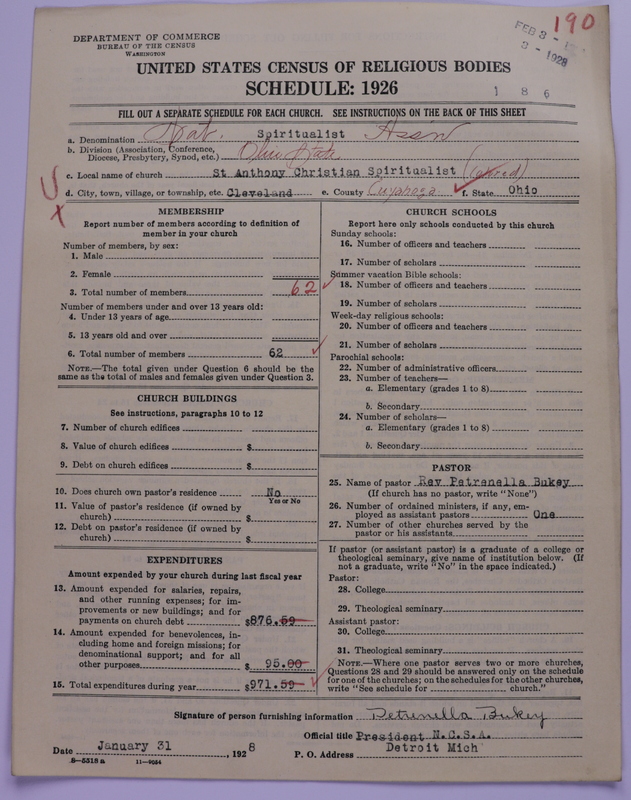 190
FEB 3 -
3 - 1928
DEPARTMENT OF COMMERCE
BUREAU OF THE CENSUS
WASHINGTON
UNITED STATES CENSUS OF RELIGIOUS BODIES
SCHEDULE: 1926
1 8 6
FILL OUT A SEPARATE SCHEDULE FOR EACH CHURCH. SEE INSTRUCTIONS ON THE BACK OF THIS SHEET
a. Denomination Nat. Spiritualist Assn
b. Division (Association, Conference, Diocese, Presbytery, Synod, etc.) Ohio State
c. Local name of church St Anthony Christian Spiritualist (colored)
d. City, town, village, or township, etc. Cleveland e. County Cuyahoga f. State Ohio
MEMBERSHIP
Report number of members according to definition of
member in your church
Number of members, by sex:
1. Male
2. Female
3. Total number of members 62
Number of members under and over 13 years old:
4. Under 13 years of age
5. 13 years old and over
6. Total number of members 62
NOTE.—The total given under Question 6 should be the
same as the total of males and females given under Question 3.
CHURCH BUILDINGS
See instructions, paragraphs 10 to 12
7. Number of church edifices
8. Value of church edifices $
9. Debt on church edifices $
10. Does church own pastor's residence No
Yes or No
11. Value of pastor's residence (if owned by
church) $
12. Debt on pastor's residence (if owned by
church) $
EXPENDITURES
Amount expended by your church during last fiscal year
13. Amount expended for salaries, repairs,
and other running expenses; for im-
provements or new buildings; and for
payments on church debt $876.59
14. Amount expended for benevolences, in-
cluding home and foreign missions; for
denominational support; and for all
other purposes $ 95.00
15. Total expenditures during year $971.59
CHURCH SCHOOLS
Report here only schools conducted by this church
Sunday schools:
16. Number of officers and teachers
17. Number of scholars
Summer vacation Bible schools:
18. Number of officers and teachers
19. Number of scholars
Week-day religious schools:
20. Number of officers and teachers
21. Number of scholars
Parochial schools:
22. Number of administrative officers
23. Number of teachers—
a. Elementary (grades 1 to 8)
b. Secondary
24. Number of scholars—
a. Elementary (grades 1 to 8)
b. Secondary
PASTOR
25. Name of pastor Rev Petrenella Bukey
(If church has no pastor, write "None")
26. Number of ordained ministers, if any, em-
ployed as assistant pastors One
27. Number of other churches served by the
pastor or his assistants
If pastor (or assistant pastor) is a graduate of a college or
theological seminary, give name of institution below. (If
not a graduate, write "No" in the space indicated.)
Pastor:
28. College
29. Theological seminary
Assistant pastor:
30. College
31. Theological seminary
NOTE.—Where one pastor serves two or more churches,
Questions 28 and 29 should be answered only on the schedule
for one of the churches; on the schedules for the other churches,
write "See schedule for church."
Signature of person furnishing information Petrenella Bukey
Official title President N.C.S.A.
Date January 31, 1928 P. O. Address Detroit Mich
8—5318 a 11—9054